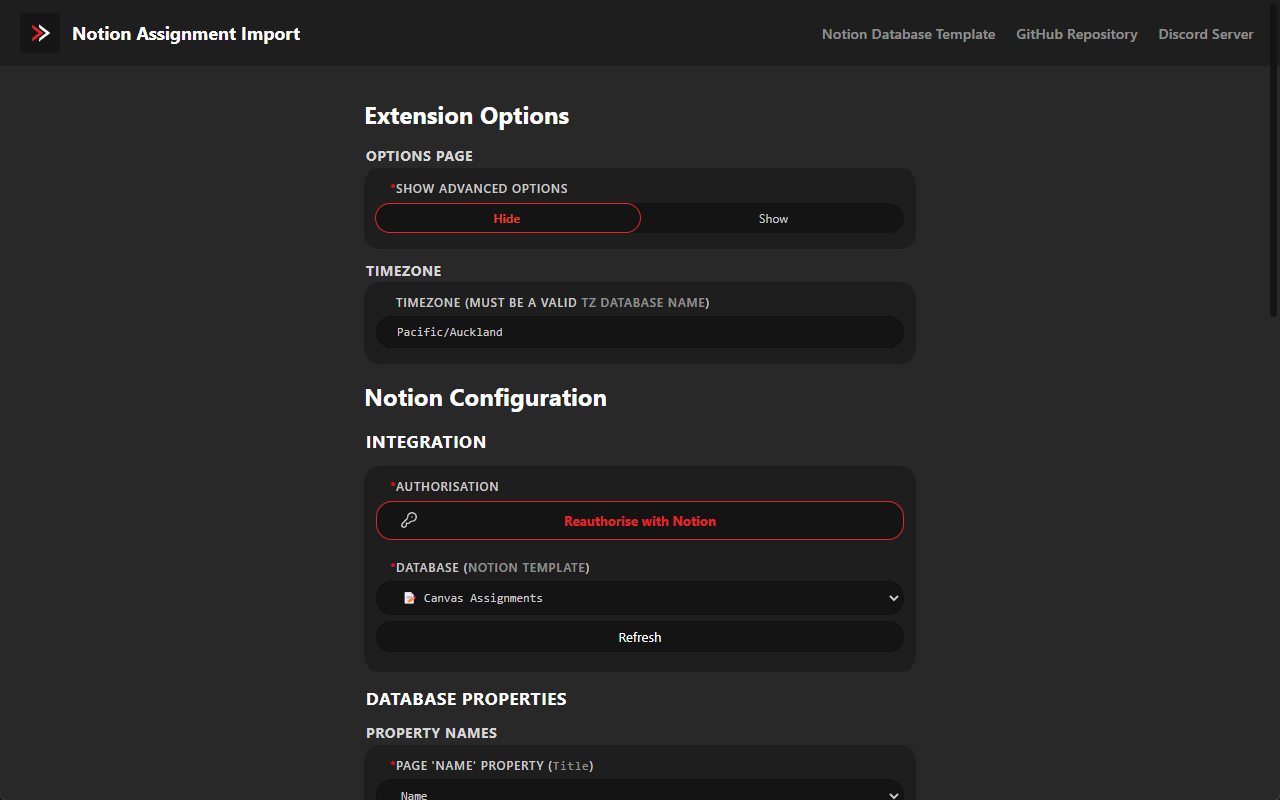 Notion Assignment Import
Notion Database Template
GitHub Repository
Discord Server
Extension Options
OPTIONS PAGE
*SHOW ADVANCED OPTIONS
Hide
Show
TIMEZONE
TIMEZONE (MUST BE A VALID TZ DATABASE NAME)
Pacific/Auckland
Notion Configuration
INTEGRATION
*AUTHORISATION
Reauthorise with Notion
*DATABASE (NOTION TEMPLATE)
Canvas Assignments
Refresh
DATABASE PROPERTIES
PROPERTY NAMES
*PAGE 'NAME' PROPERTY (Title)
Name